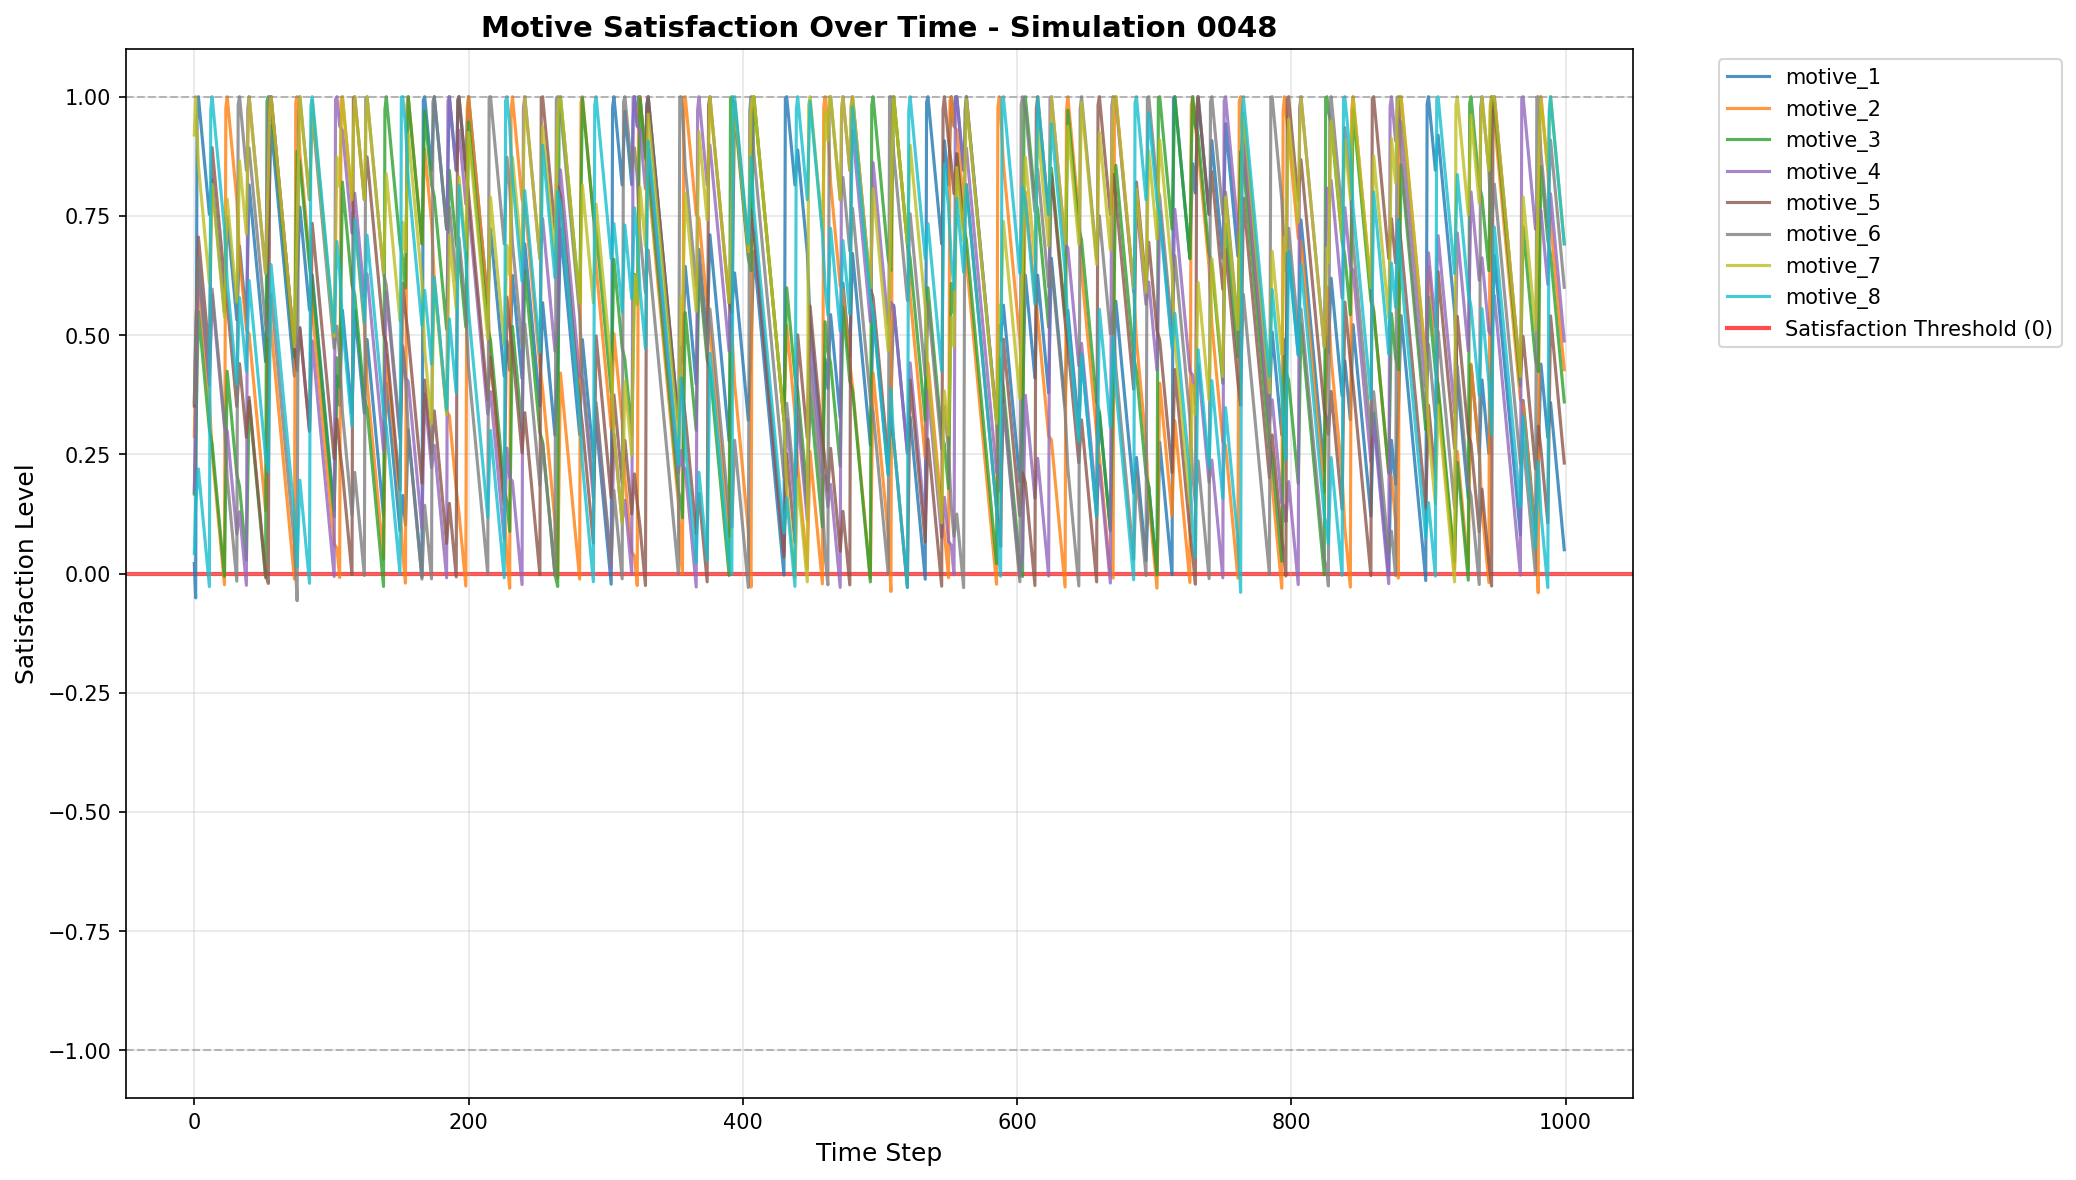 Motive Satisfaction Over Time - Simulation 0048
1.00
0.75
0.50
0.25
0.00
−0.25
−0.50
−0.75
−1.00
Satisfaction Level
0
200
400
600
800
1000
Time Step
motive_1
motive_2
motive_3
motive_4
motive_5
motive_6
motive_7
motive_8
Satisfaction Threshold (0)